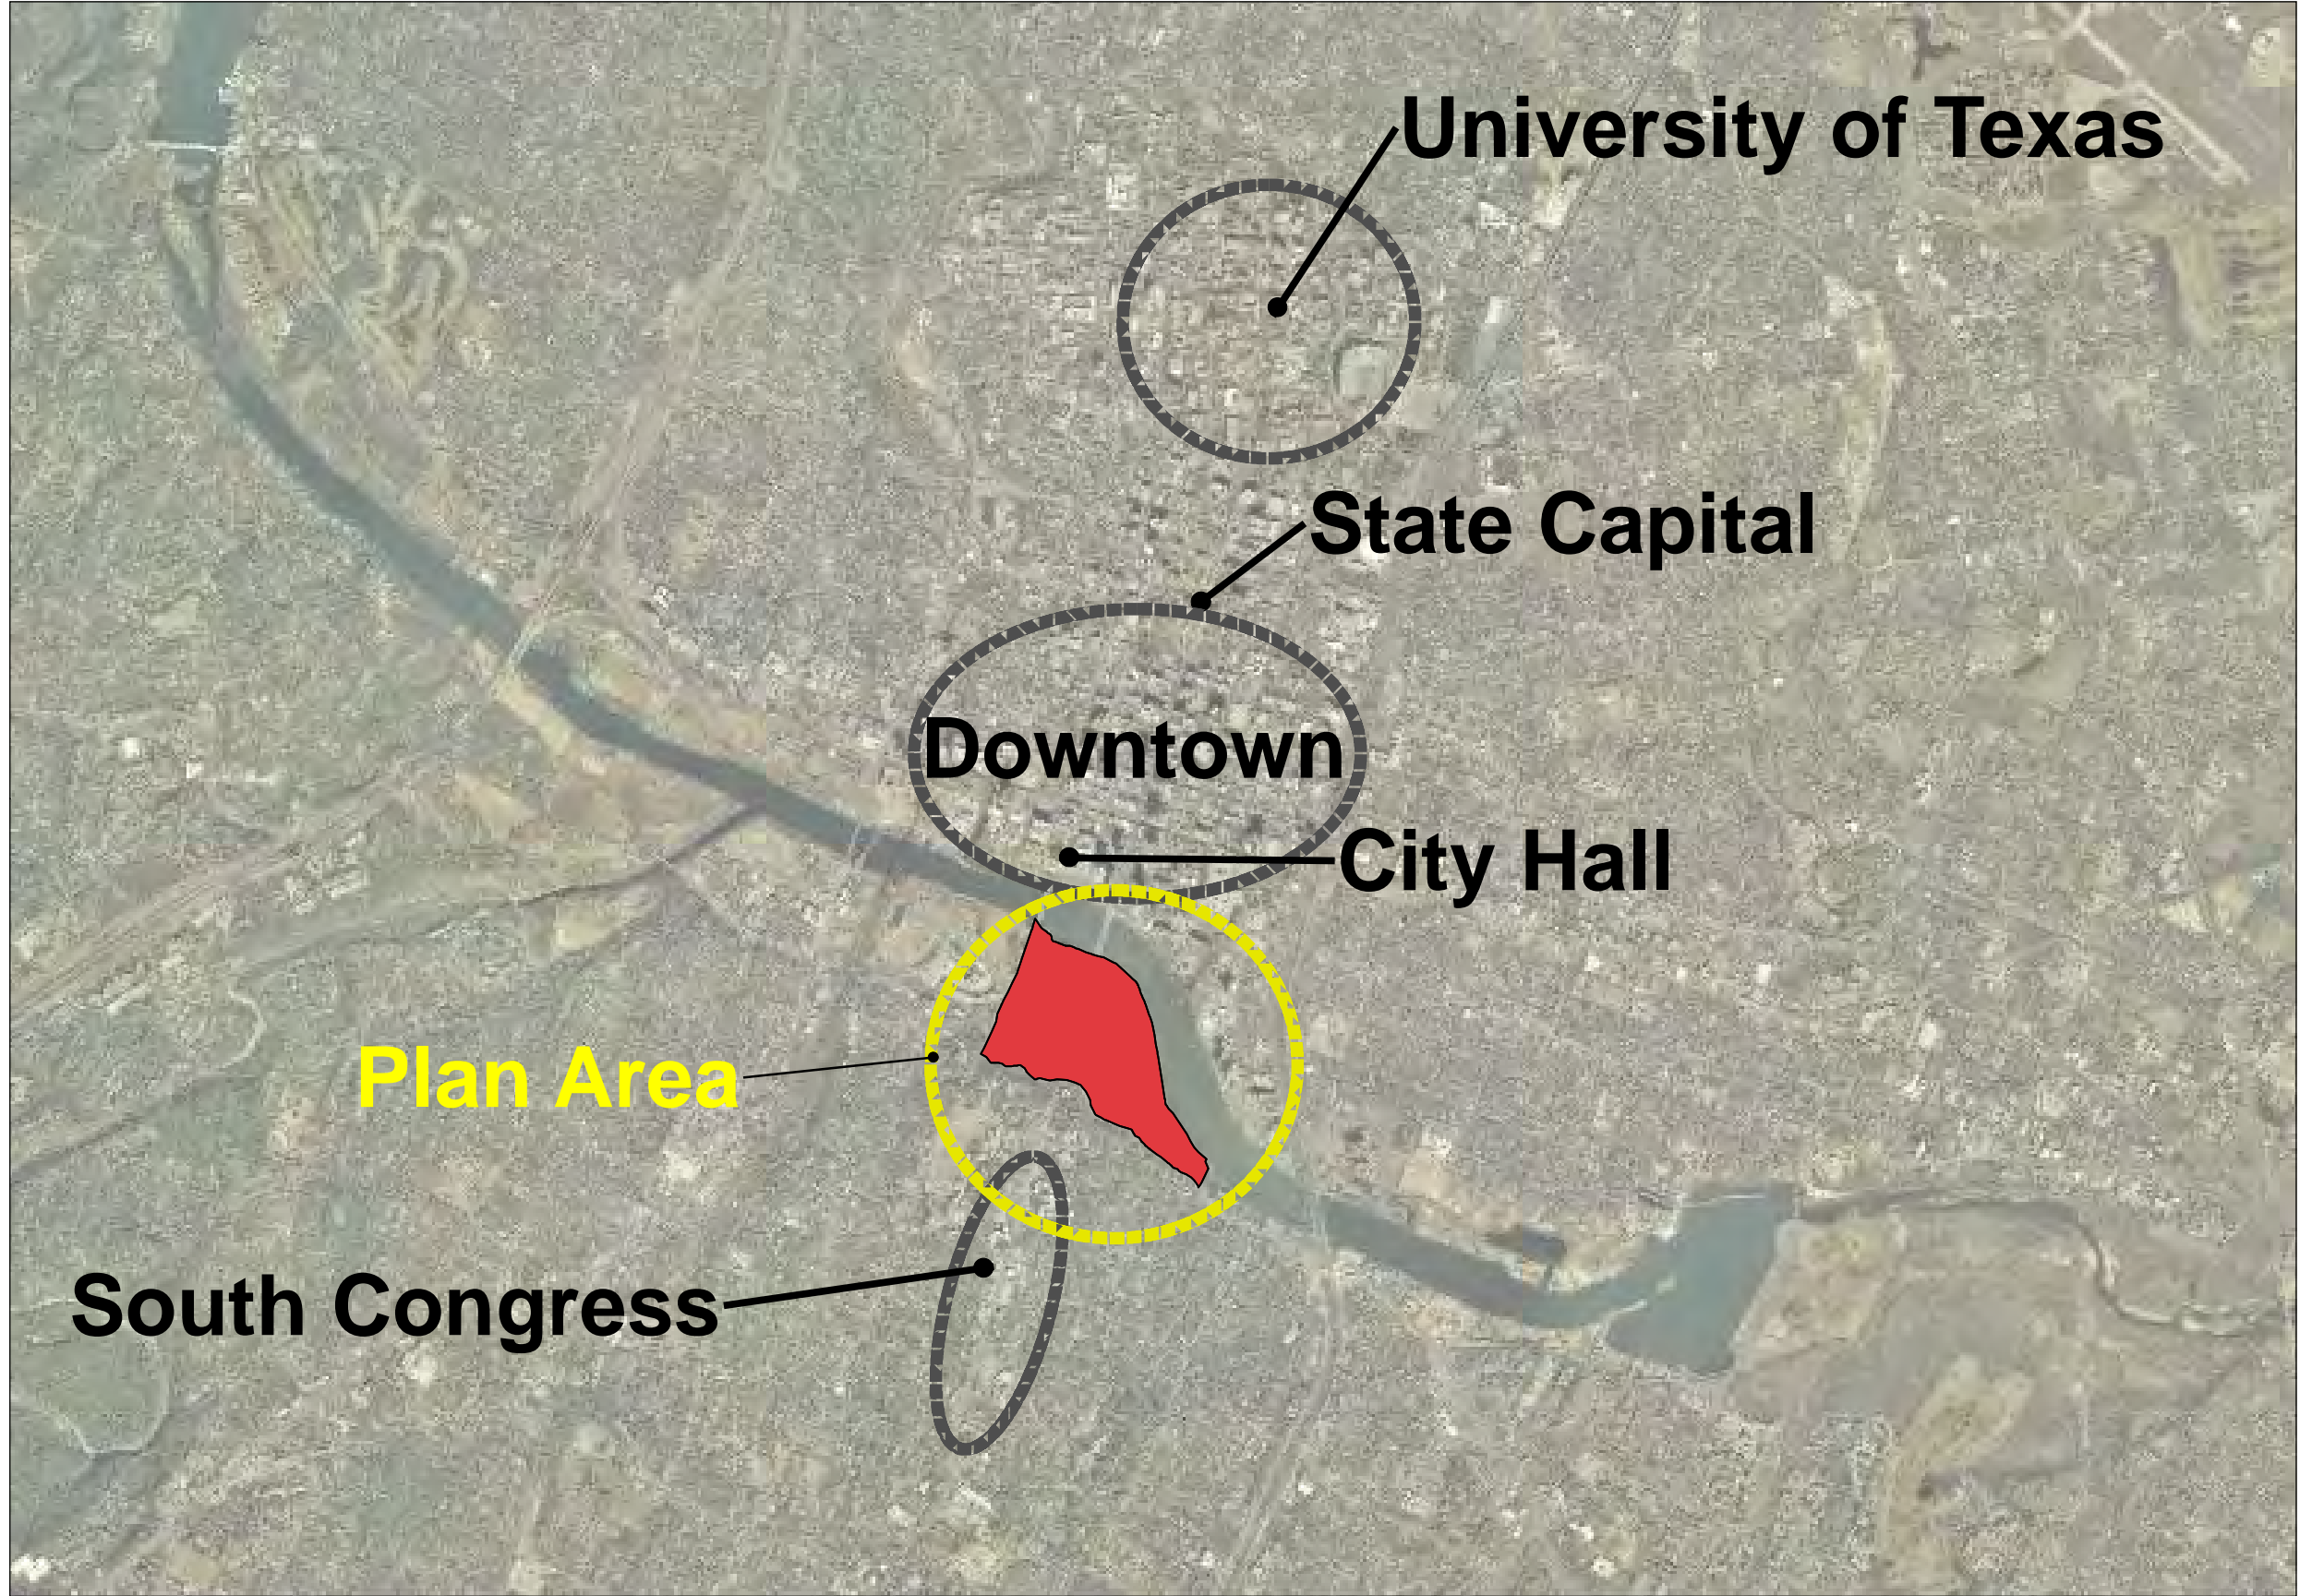 University of Texas
State Capital
Downtown
City Hall
Plan Area
South Congress